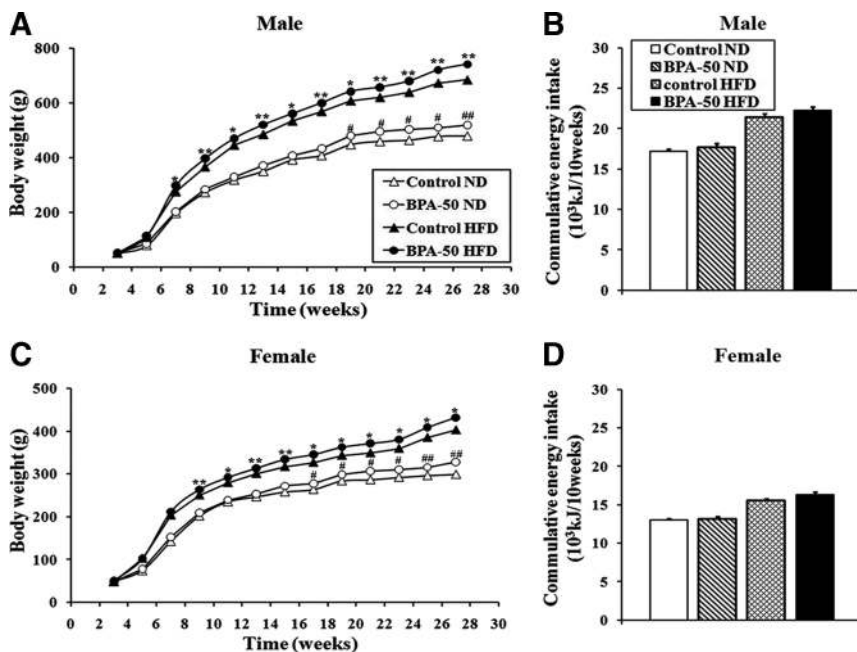 A
Male
Body weight (g)
800
600
400
200
0
* ** * ** * ** * * ** * **
# # # # ##
Control ND
BPA-50 ND
Control HFD
BPA-50 HFD
0 2 4 6 8 10 12 14 16 18 20 22 24 26 28 30
Time (weeks)
B
Male
Commulative energy intake
(10³kJ/10weeks)
30
25
20
15
10
5
0
Control ND
BPA-50 ND
control HFD
BPA-50 HFD
C
Female
Body weight (g)
500
400
300
200
100
0
** * ** ** * * * * * *
# # # # ## ##
0 2 4 6 8 10 12 14 16 18 20 22 24 26 28 30
Time (weeks)
D
Female
Commulative energy intake
(10³kJ/10weeks)
30
25
20
15
10
5
0